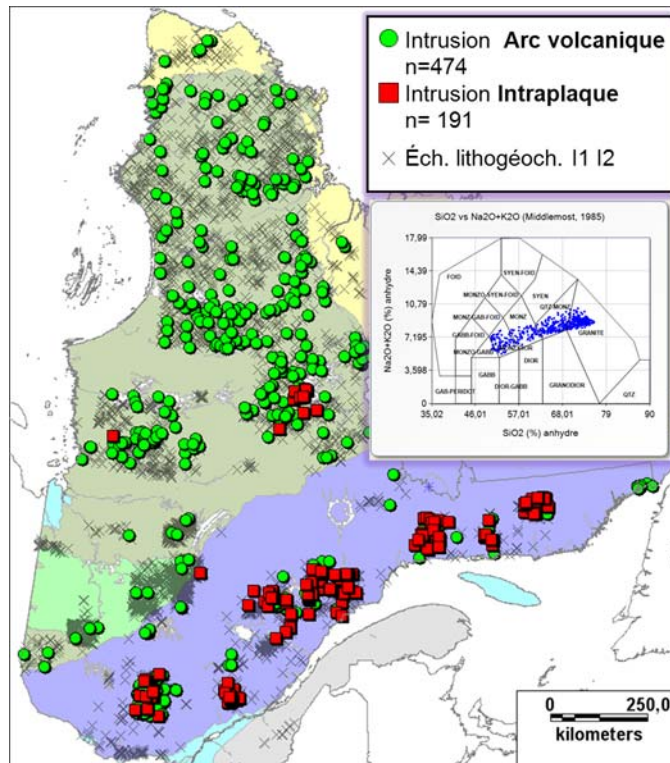 Intrusion Arc volcanique
n=474
Intrusion Intraplaque
n= 191
Éch. lithogéoch. I1 I2
SiO2 vs Na2O+K2O (Middlemost, 1985)
Na2O+K2O (%) anhydre
17,99
14,39
10,79
7,195
3,598
0
FOID
SYEN-FOID
MONZO-SYEN-FOID
SYEN
QTZ-MONZ
MONZ-GAB-FOID
MONZ
GABB-FOID
GRANITE
MONZO-GABB
DIOR
GABB
GAB-PERIDOT
DIOR-GABB
GRANODIOR
QTZ
35,02
46,01
57,01
68,01
79
90
SiO2 (%) anhydre
0
250,0
kilometers